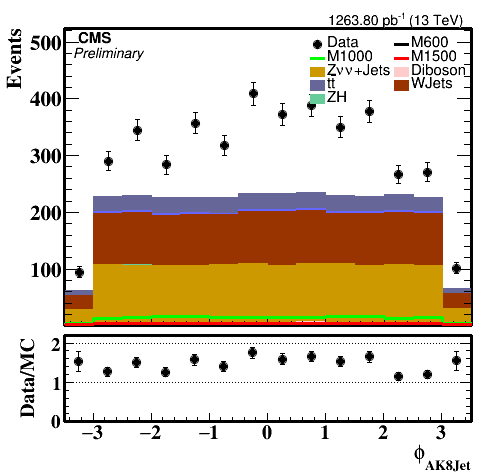 1263.80 pb⁻¹ (13 TeV)
CMS
Preliminary
Data
M600
M1000
M1500
Zνν+Jets
Diboson
tt
WJets
ZH
Events
500
400
300
200
100
Data/MC
2
1
0
−3 −2 −1 0 1 2 3
ϕ AK8Jet